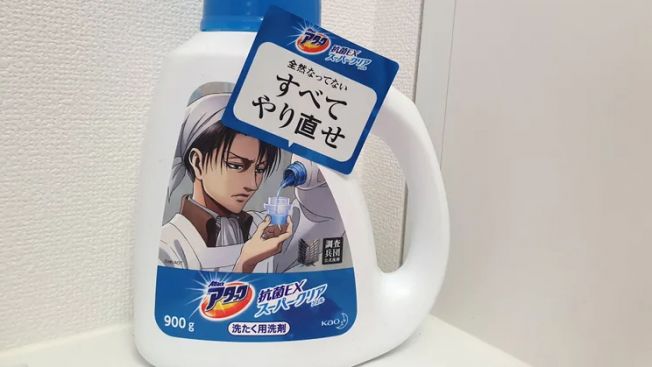 アタック
抗菌EX
スーパークリア
全然なってない
すべて
やり直せ
調査
兵団
Attack
アタック
抗菌EX
スーパークリア
900g
洗たく用洗剤
Kao